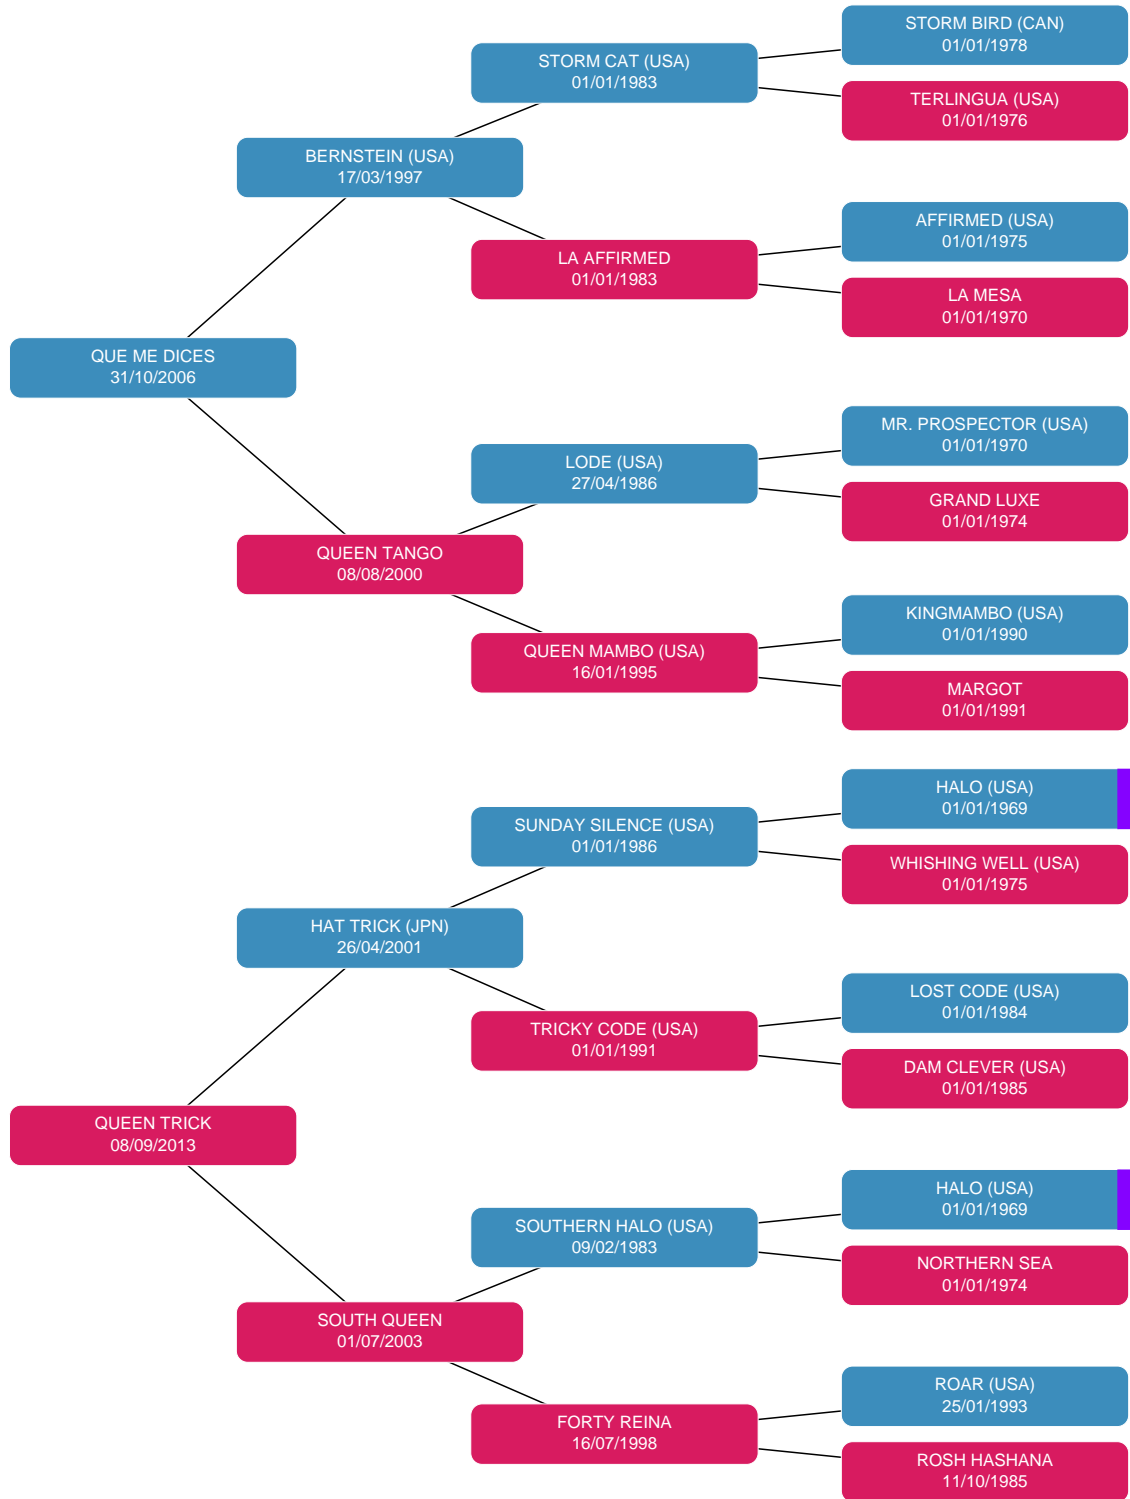 STORM BIRD (CAN)
01/01/1978
STORM CAT (USA)
01/01/1983
TERLINGUA (USA)
01/01/1976
BERNSTEIN (USA)
17/03/1997
AFFIRMED (USA)
01/01/1975
LA AFFIRMED
01/01/1983
LA MESA
01/01/1970
QUE ME DICES
31/10/2006
MR. PROSPECTOR (USA)
01/01/1970
LODE (USA)
27/04/1986
GRAND LUXE
01/01/1974
QUEEN TANGO
08/08/2000
KINGMAMBO (USA)
01/01/1990
QUEEN MAMBO (USA)
16/01/1995
MARGOT
01/01/1991
HALO (USA)
01/01/1969
SUNDAY SILENCE (USA)
01/01/1986
WHISHING WELL (USA)
01/01/1975
HAT TRICK (JPN)
26/04/2001
LOST CODE (USA)
01/01/1984
TRICKY CODE (USA)
01/01/1991
DAM CLEVER (USA)
01/01/1985
QUEEN TRICK
08/09/2013
HALO (USA)
01/01/1969
SOUTHERN HALO (USA)
09/02/1983
NORTHERN SEA
01/01/1974
SOUTH QUEEN
01/07/2003
ROAR (USA)
25/01/1993
FORTY REINA
16/07/1998
ROSH HASHANA
11/10/1985